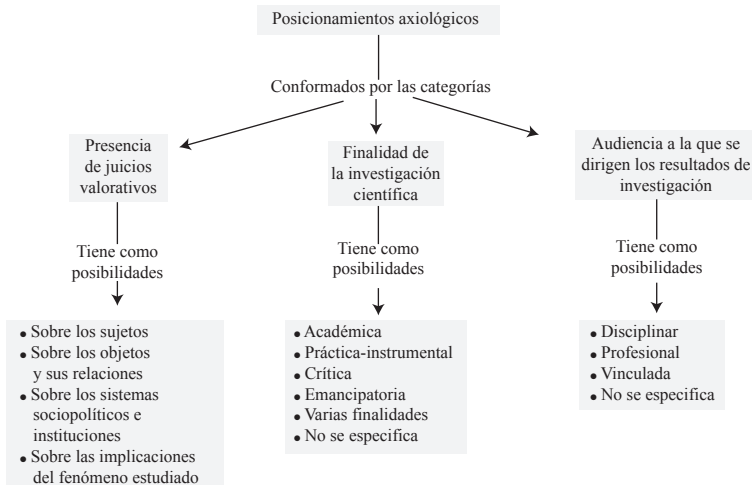 Posicionamientos axiológicos
Conformados por las categorías
Presencia
de juicios
valorativos
Tiene como
posibilidades
• Sobre los sujetos
• Sobre los objetos
y sus relaciones
• Sobre los sistemas
sociopolíticos e
instituciones
• Sobre las implicaciones
del fenómeno estudiado
Finalidad de
la investigación
científica
Tiene como
posibilidades
• Académica
• Práctica-instrumental
• Crítica
• Emancipatoria
• Varias finalidades
• No se especifica
Audiencia a la que se
dirigen los resultados de
investigación
Tiene como
posibilidades
• Disciplinar
• Profesional
• Vinculada
• No se especifica